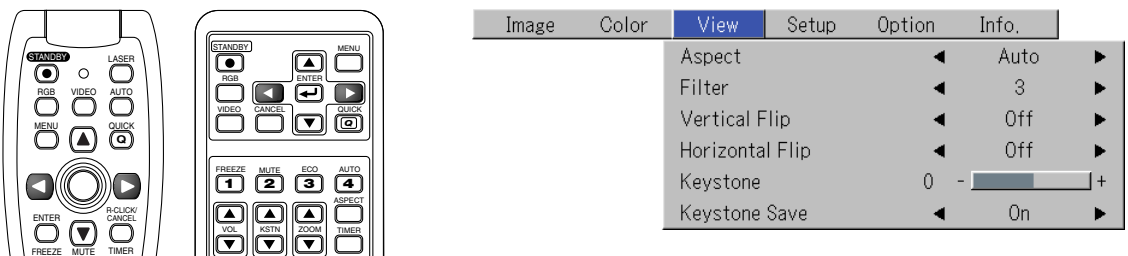 STANDBY LASER
RGB VIDEO AUTO
MENU QUICK
Q
ENTER R-CLICK/
CANCEL
FREEZE MUTE TIMER
STANDBY MENU
RGB ENTER
VIDEO CANCEL QUICK
Q
FREEZE MUTE ECO AUTO
1 2 3 4
ASPECT
VOL KSTN ZOOM TIMER
Image Color View Setup Option Info.
Aspect ◀ Auto ▶
Filter ◀ 3 ▶
Vertical Flip ◀ Off ▶
Horizontal Flip ◀ Off ▶
Keystone 0 - +
Keystone Save ◀ On ▶